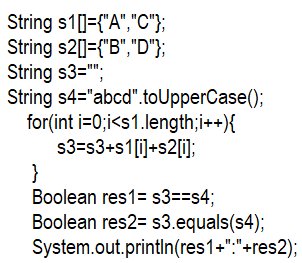 String s1[]={"A","C"};
String s2[]={"B","D"};
String s3="";
String s4="abcd".toUpperCase();
for(int i=0;i<s1.length;i++){
s3=s3+s1[i]+s2[i];
}
Boolean res1= s3==s4;
Boolean res2= s3.equals(s4);
System.out.println(res1+":"+res2);